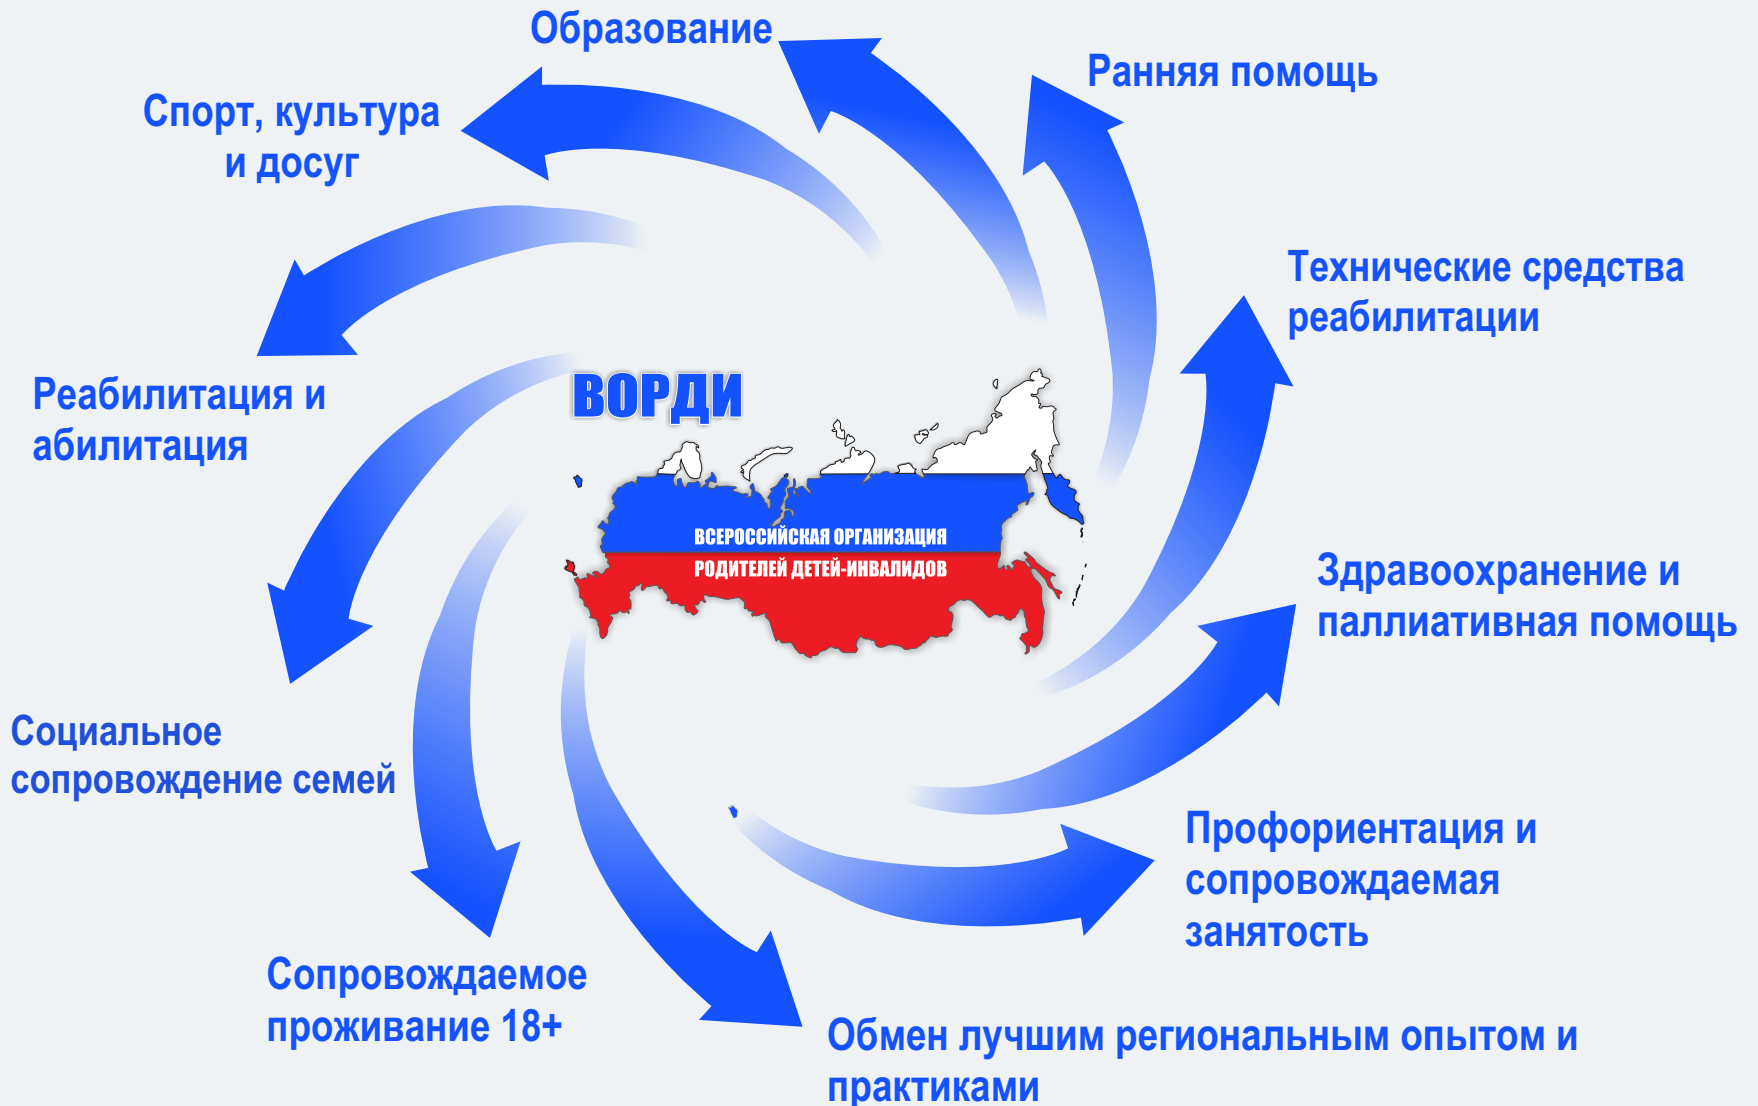 Образование
Ранняя помощь
Спорт, культура
и досуг
Технические средства
реабилитации
Реабилитация и
абилитация
ВОРДИ
ВСЕРОССИЙСКАЯ ОРГАНИЗАЦИЯ
РОДИТЕЛЕЙ ДЕТЕЙ-ИНВАЛИДОВ
Здравоохранение и
паллиативная помощь
Социальное
сопровождение семей
Профориентация и
сопровождаемая
занятость
Сопровождаемое
проживание 18+
Обмен лучшим региональным опытом и
практиками